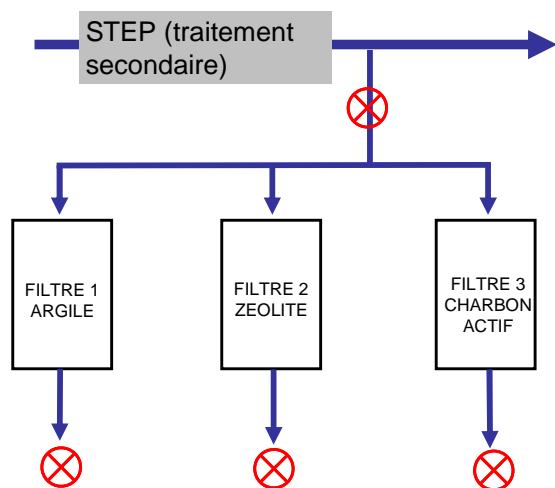 STEP (traitement
secondaire)
FILTRE 1
ARGILE
FILTRE 2
ZEOLITE
FILTRE 3
CHARBON
ACTIF